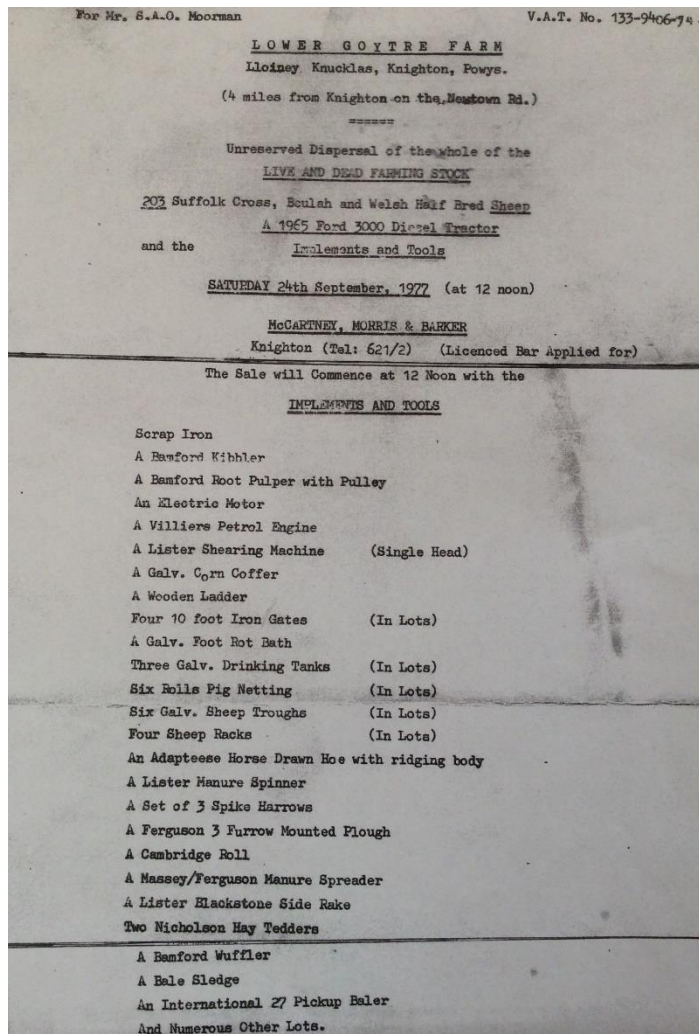 For Mr. S.A.O. Moorman V.A.T. No. 133-9406-74
LOWER GOYTRE FARM
Lloiney Knucklas, Knighton, Powys.
(4 miles from Knighton on the Newtown Rd.)
======
Unreserved Dispersal of the whole of the
LIVE AND DEAD FARMING STOCK
203 Suffolk Cross, Beulah and Welsh Half Bred Sheep
A 1965 Ford 3000 Diesel Tractor
and the Implements and Tools
SATURDAY 24th September, 1977 (at 12 noon)
McCARTNEY, MORRIS & BARKER
Knighton (Tel: 621/2) (Licenced Bar Applied for)
The Sale will Commence at 12 Noon with the
IMPLEMENTS AND TOOLS
Scrap Iron
A Bamford Kibbler
A Bamford Root Pulper with Pulley
An Electric Motor
A Villiers Petrol Engine
A Lister Shearing Machine (Single Head)
A Galv. Corn Coffer
A Wooden Ladder
Four 10 foot Iron Gates (In Lots)
A Galv. Foot Rot Bath
Three Galv. Drinking Tanks (In Lots)
Six Rolls Pig Netting (In Lots)
Six Galv. Sheep Troughs (In Lots)
Four Sheep Racks (In Lots)
An Adapteese Horse Drawn Hoe with ridging body
A Lister Manure Spinner
A Set of 3 Spike Harrows
A Ferguson 3 Furrow Mounted Plough
A Cambridge Roll
A Massey/Ferguson Manure Spreader
A Lister Blackstone Side Rake
Two Nicholson Hay Tedders
A Bamford Wuffler
A Bale Sledge
An International 27 Pickup Baler
And Numerous Other Lots.